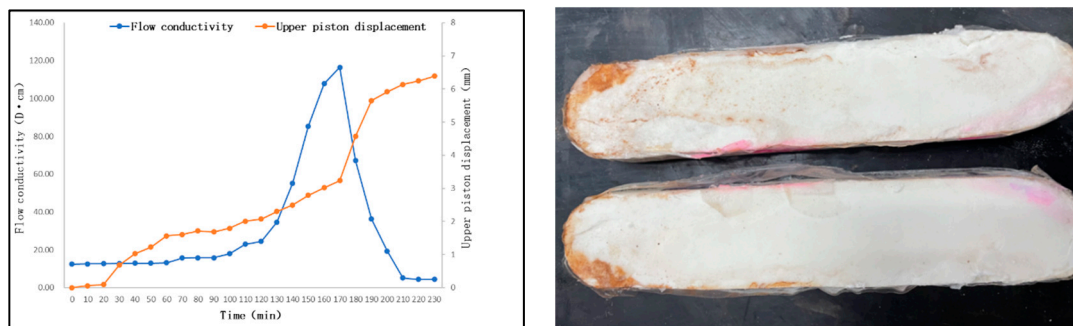 Flow conductivity
Upper piston displacement
140.00
120.00
100.00
80.00
60.00
40.00
20.00
0.00
Flow conductivity (D•cm)
8
7
6
5
4
3
2
1
0
Upper piston displacement (mm)
0 10 20 30 40 50 60 70 80 90 100 110 120 130 140 150 160 170 180 190 200 210 220 230
Time (min)